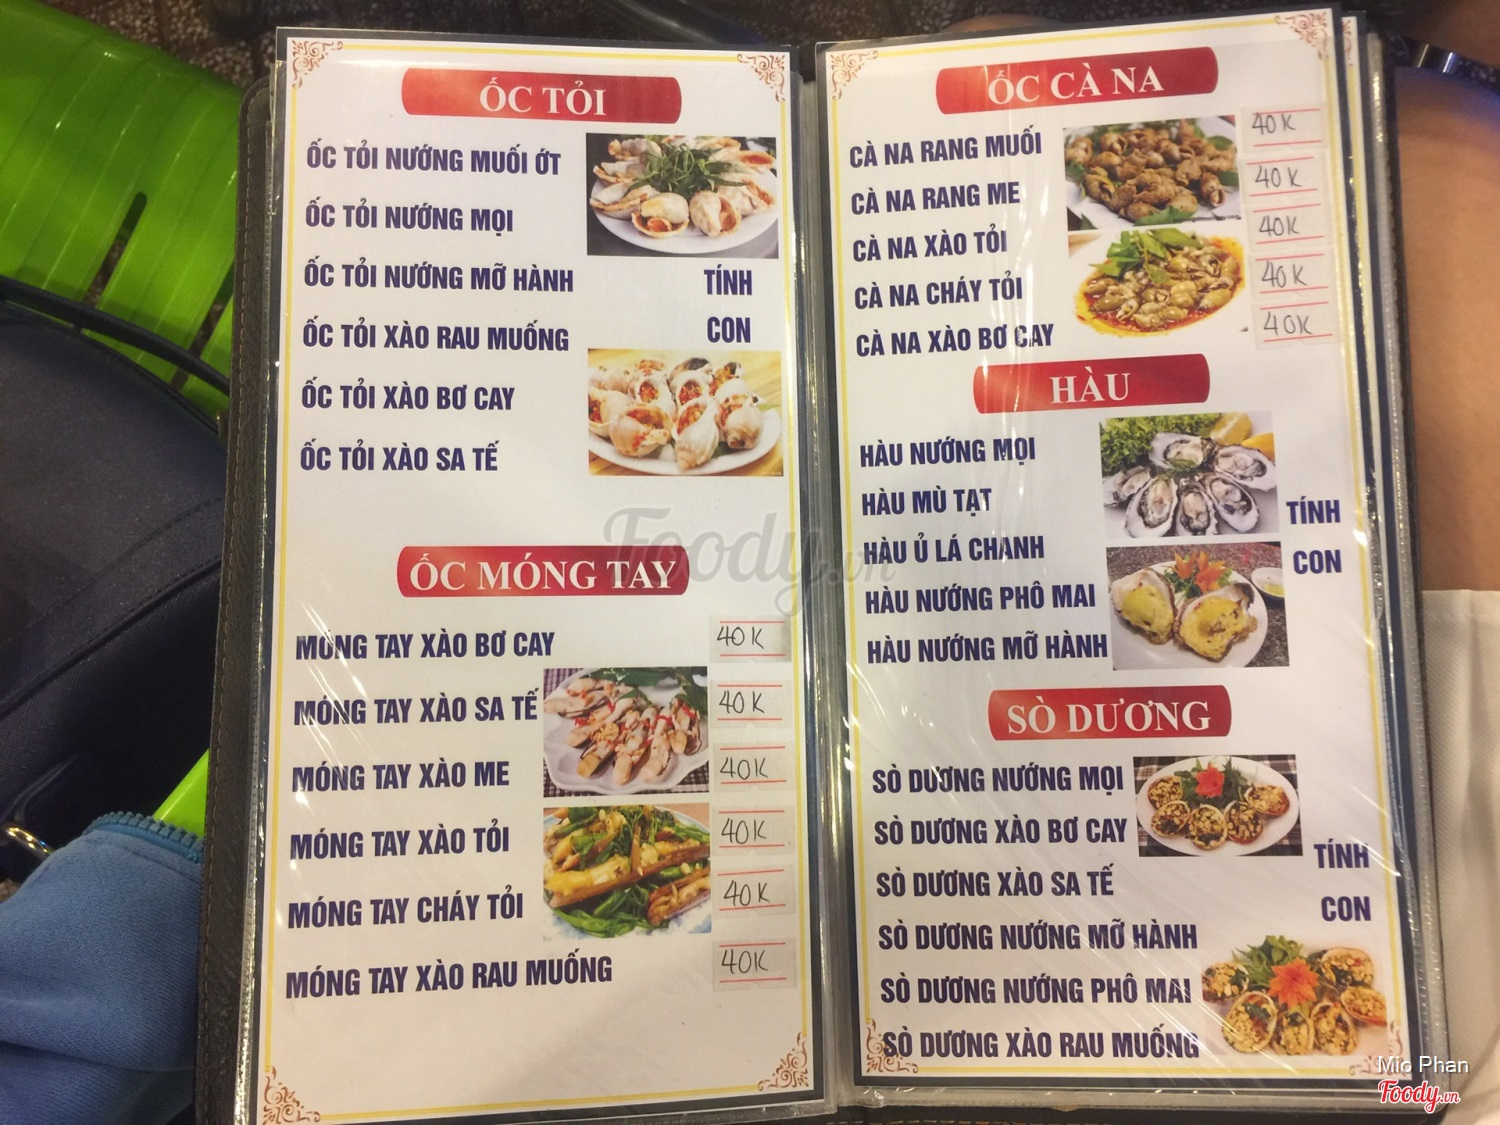 ỐC TỎI
ỐC TỎI NƯỚNG MUỐI ỚT
ỐC TỎI NƯỚNG MỌI
ỐC TỎI NƯỚNG MỠ HÀNH
ỐC TỎI XÀO RAU MUỐNG
ỐC TỎI XÀO BƠ CAY
ỐC TỎI XÀO SA TẾ
TÍNH
CON
ỐC MÓNG TAY
MÓNG TAY XÀO BƠ CAY 40K
MÓNG TAY XÀO SA TẾ 40K
MÓNG TAY XÀO ME 40K
MÓNG TAY XÀO TỎI 40K
MÓNG TAY CHÁY TỎI 40K
MÓNG TAY XÀO RAU MUỐNG 40K
ỐC CÀ NA
CÀ NA RANG MUỐI 40K
CÀ NA RANG ME 40K
CÀ NA XÀO TỎI 40K
CÀ NA CHÁY TỎI 40K
CÀ NA XÀO BƠ CAY 40K
HÀU
HÀU NƯỚNG MỌI
HÀU MÙ TẠT
HÀU Ủ LÁ CHANH
HÀU NƯỚNG PHÔ MAI
HÀU NƯỚNG MỠ HÀNH
TÍNH
CON
SÒ DƯƠNG
SÒ DƯƠNG NƯỚNG MỌI
SÒ DƯƠNG XÀO BƠ CAY
SÒ DƯƠNG XÀO SA TẾ
SÒ DƯƠNG NƯỚNG MỠ HÀNH
SÒ DƯƠNG NƯỚNG PHÔ MAI
SÒ DƯƠNG XÀO RAU MUỐNG
TÍNH
CON
Foody.vn
Mio Phan
Foody.vn